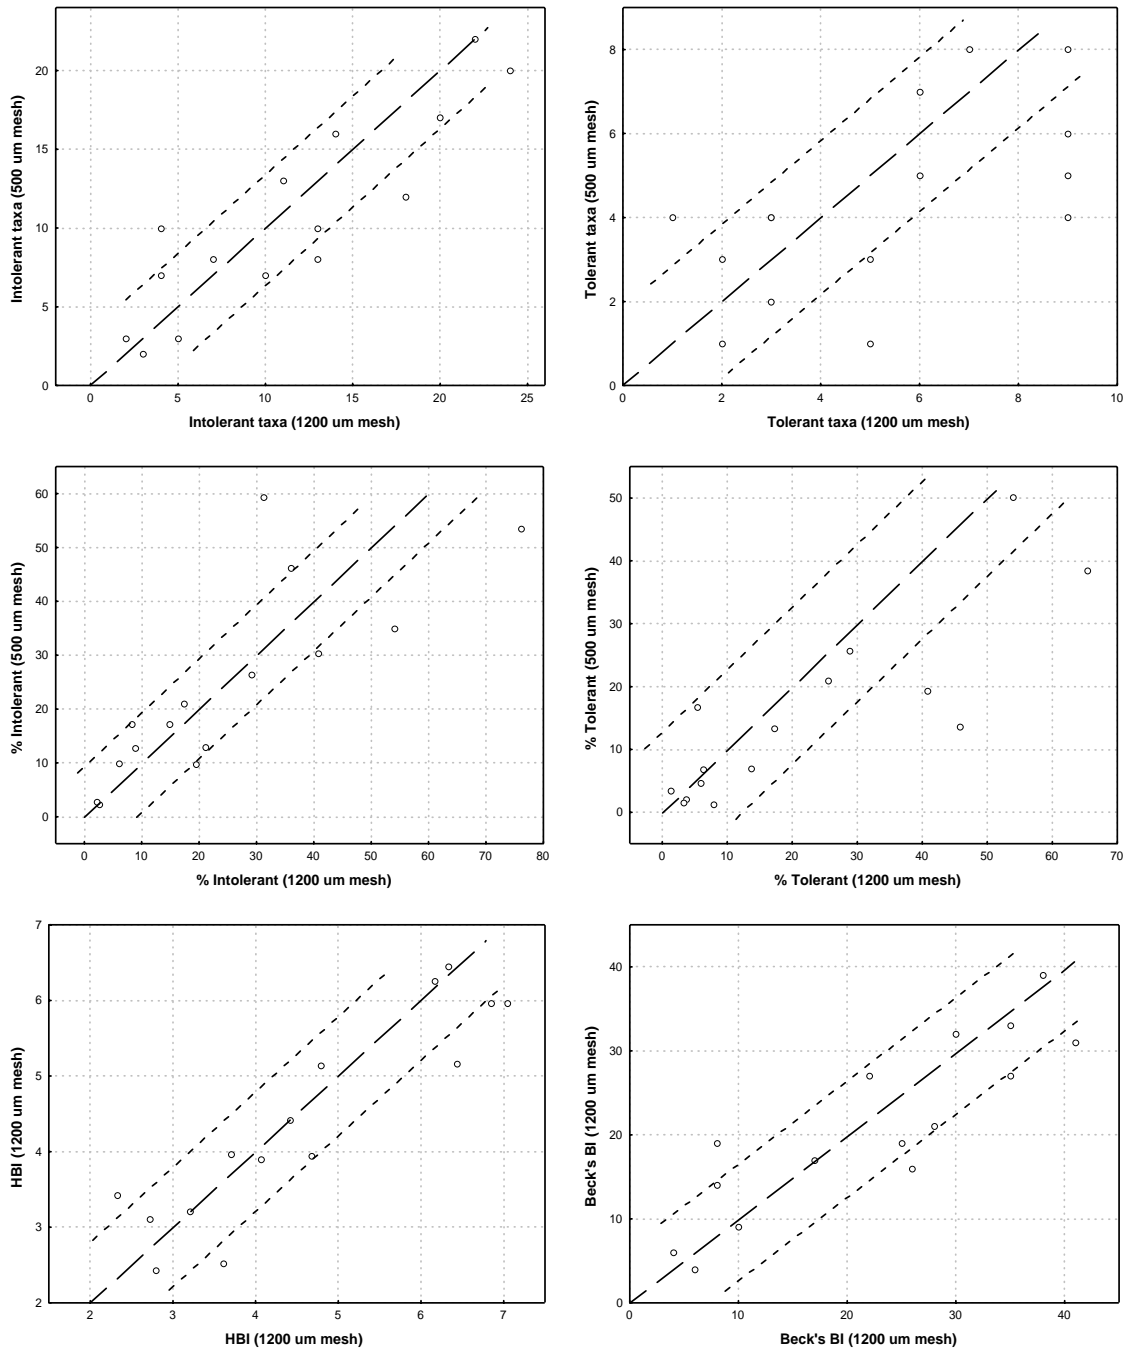 Intolerant taxa (500 um mesh)
20
15
10
5
0
0 5 10 15 20 25
Intolerant taxa (1200 um mesh)
Tolerant taxa (500 um mesh)
8
6
4
2
0
0 2 4 6 8 10
Tolerant taxa (1200 um mesh)
% Intolerant (500 um mesh)
60
50
40
30
20
10
0
0 10 20 30 40 50 60 70 80
% Intolerant (1200 um mesh)
% Tolerant (500 um mesh)
50
40
30
20
10
0
0 10 20 30 40 50 60 70
% Tolerant (1200 um mesh)
HBI (1200 um mesh)
7
6
5
4
3
2
2 3 4 5 6 7
HBI (1200 um mesh)
Beck's BI (1200 um mesh)
40
30
20
10
0
10 20 30 40
Beck's BI (1200 um mesh)